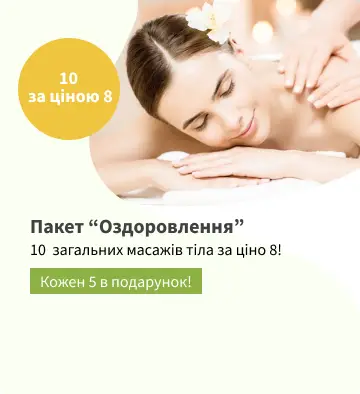 10
за ціною 8
Пакет “Оздоровлення”
10 загальних масажів тіла за ціно 8!
Кожен 5 в подарунок!